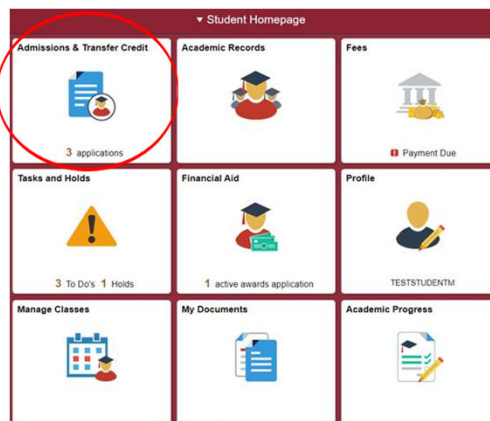 ▾ Student Homepage
Admissions & Transfer Credit
Academic Records
Fees
3 applications
Payment Due
Tasks and Holds
Financial Aid
Profile
3 To Do's 1 Holds
1 active awards application
TESTSTUDENTM
Manage Classes
My Documents
Academic Progress